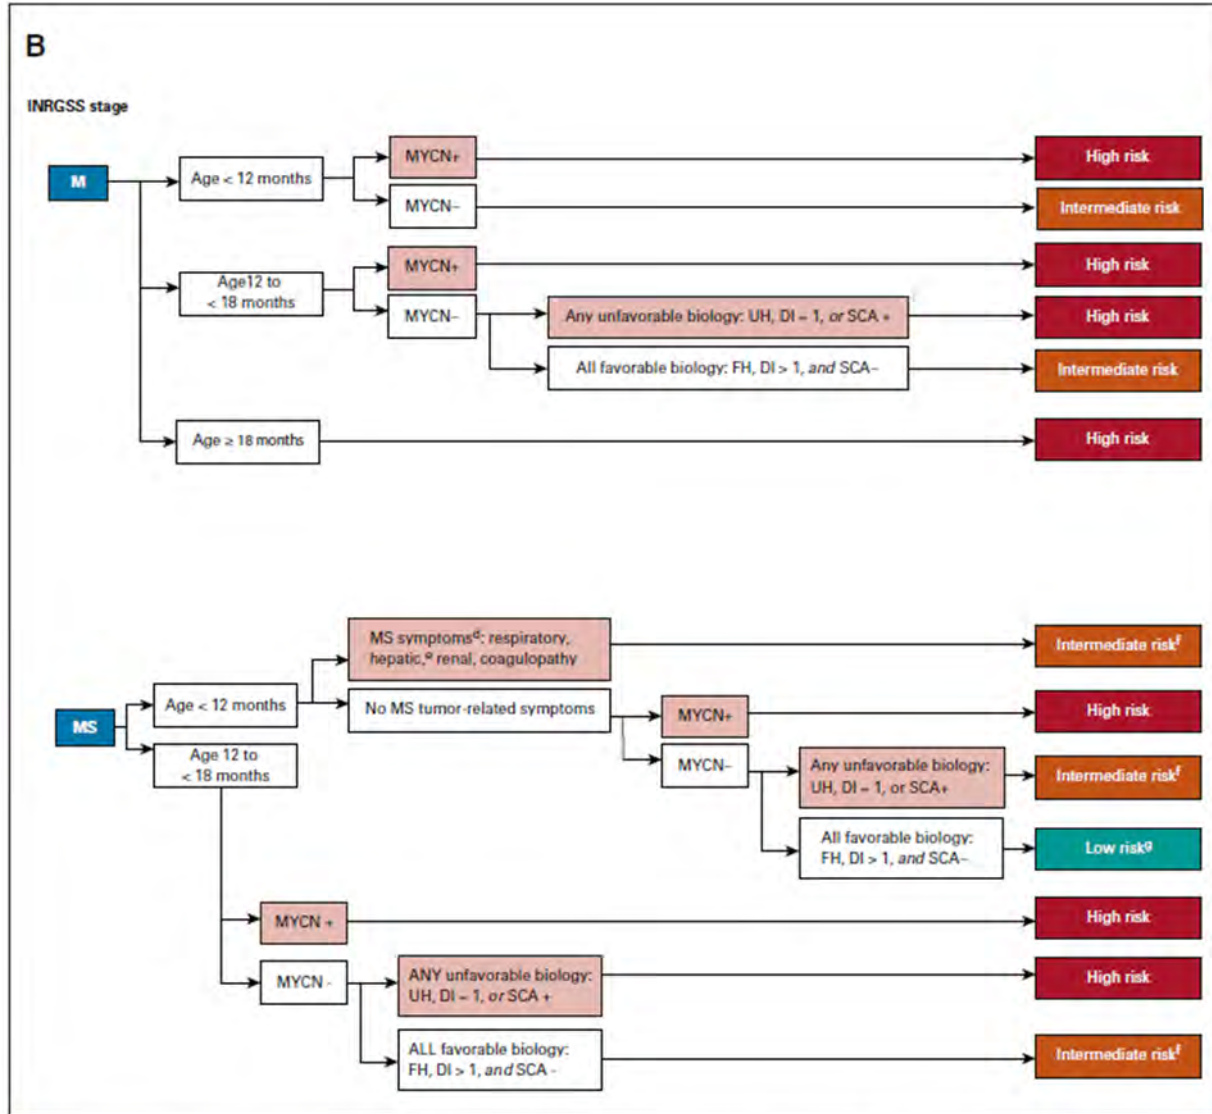 B
INRGSS stage
M
Age < 12 months
MYCN+
High risk
MYCN–
Intermediate risk
Age12 to
< 18 months
MYCN+
High risk
MYCN–
Any unfavorable biology: UH, DI – 1, or SCA +
High risk
All favorable biology: FH, DI > 1, and SCA–
Intermediate risk
Age ≥ 18 months
High risk
MS
Age < 12 months
MS symptomsᵈ: respiratory,
hepatic,ᵉ renal, coagulopathy
Intermediate riskᶠ
No MS tumor-related symptoms
MYCN+
High risk
MYCN–
Any unfavorable biology:
UH, DI – 1, or SCA+
Intermediate riskᶠ
All favorable biology:
FH, DI > 1, and SCA–
Low riskᵍ
Age 12 to
< 18 months
MYCN +
High risk
MYCN -
ANY unfavorable biology:
UH, DI – 1, or SCA +
High risk
ALL favorable biology:
FH, DI > 1, and SCA -
Intermediate riskᶠ